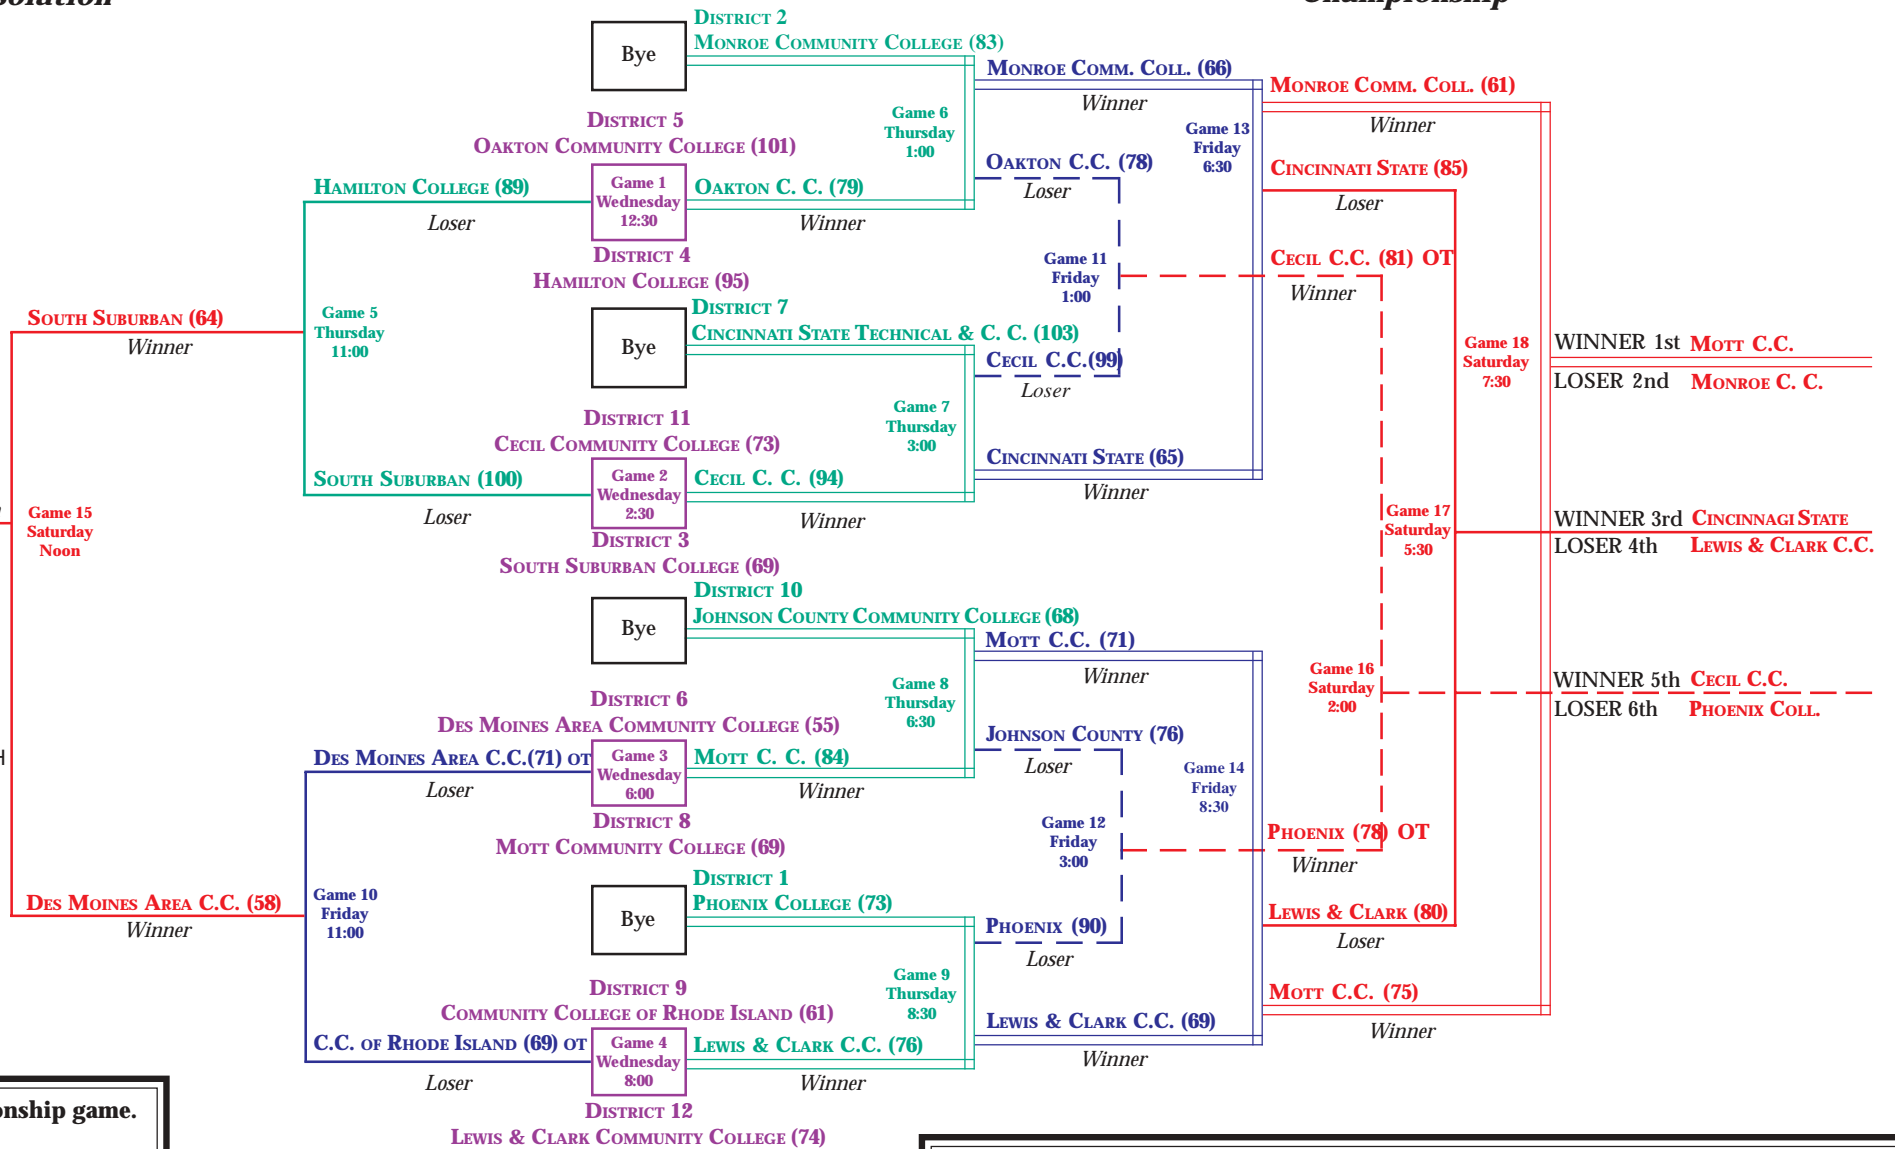 Championship
DISTRICT 2
MONROE COMMUNITY COLLEGE (83)
Bye
MONROE COMM. COLL. (66)
Winner
MONROE COMM. COLL. (61)
Winner
Game 6
Thursday
1:00
DISTRICT 5
OAKTON COMMUNITY COLLEGE (101)
Game 13
Friday
6:30
OAKTON C.C. (78)
Loser
CINCINNATI STATE (85)
Loser
HAMILTON COLLEGE (89)
Loser
Game 1
Wednesday
12:30
OAKTON C. C. (79)
Winner
DISTRICT 4
HAMILTON COLLEGE (95)
Game 11
Friday
1:00
CECIL C.C. (81) OT
Winner
DISTRICT 7
CINCINNATI STATE TECHNICAL & C. C. (103)
Bye
SOUTH SUBURBAN (64)
Winner
Game 5
Thursday
11:00
CECIL C.C.(99)
Loser
Game 18
Saturday
7:30
WINNER 1st MOTT C.C.
LOSER 2nd MONROE C. C.
Game 7
Thursday
3:00
DISTRICT 11
CECIL COMMUNITY COLLEGE (73)
CINCINNATI STATE (65)
Winner
SOUTH SUBURBAN (100)
Loser
Game 2
Wednesday
2:30
CECIL C. C. (94)
Winner
Game 15
Saturday
Noon
DISTRICT 3
SOUTH SUBURBAN COLLEGE (69)
Game 17
Saturday
5:30
WINNER 3rd CINCINNAGI STATE
LOSER 4th LEWIS & CLARK C.C.
DISTRICT 10
JOHNSON COUNTY COMMUNITY COLLEGE (68)
Bye
MOTT C.C. (71)
Winner
Game 8
Thursday
6:30
Game 16
Saturday
2:00
WINNER 5th CECIL C.C.
LOSER 6th PHOENIX COLL.
DISTRICT 6
DES MOINES AREA COMMUNITY COLLEGE (55)
JOHNSON COUNTY (76)
Loser
DES MOINES AREA C.C.(71) OT
Loser
Game 3
Wednesday
6:00
MOTT C. C. (84)
Winner
Game 14
Friday
8:30
DISTRICT 8
MOTT COMMUNITY COLLEGE (69)
Game 12
Friday
3:00
PHOENIX (78) OT
Winner
DISTRICT 1
PHOENIX COLLEGE (73)
Bye
DES MOINES AREA C.C. (58)
Winner
Game 10
Friday
11:00
PHOENIX (90)
Loser
LEWIS & CLARK (80)
Loser
Game 9
Thursday
8:30
DISTRICT 9
COMMUNITY COLLEGE OF RHODE ISLAND (61)
MOTT C.C. (75)
Winner
LEWIS & CLARK C.C. (69)
Winner
C.C. OF RHODE ISLAND (69) OT
Loser
Game 4
Wednesday
8:00
LEWIS & CLARK C.C. (76)
Winner
DISTRICT 12
LEWIS & CLARK COMMUNITY COLLEGE (74)
game.